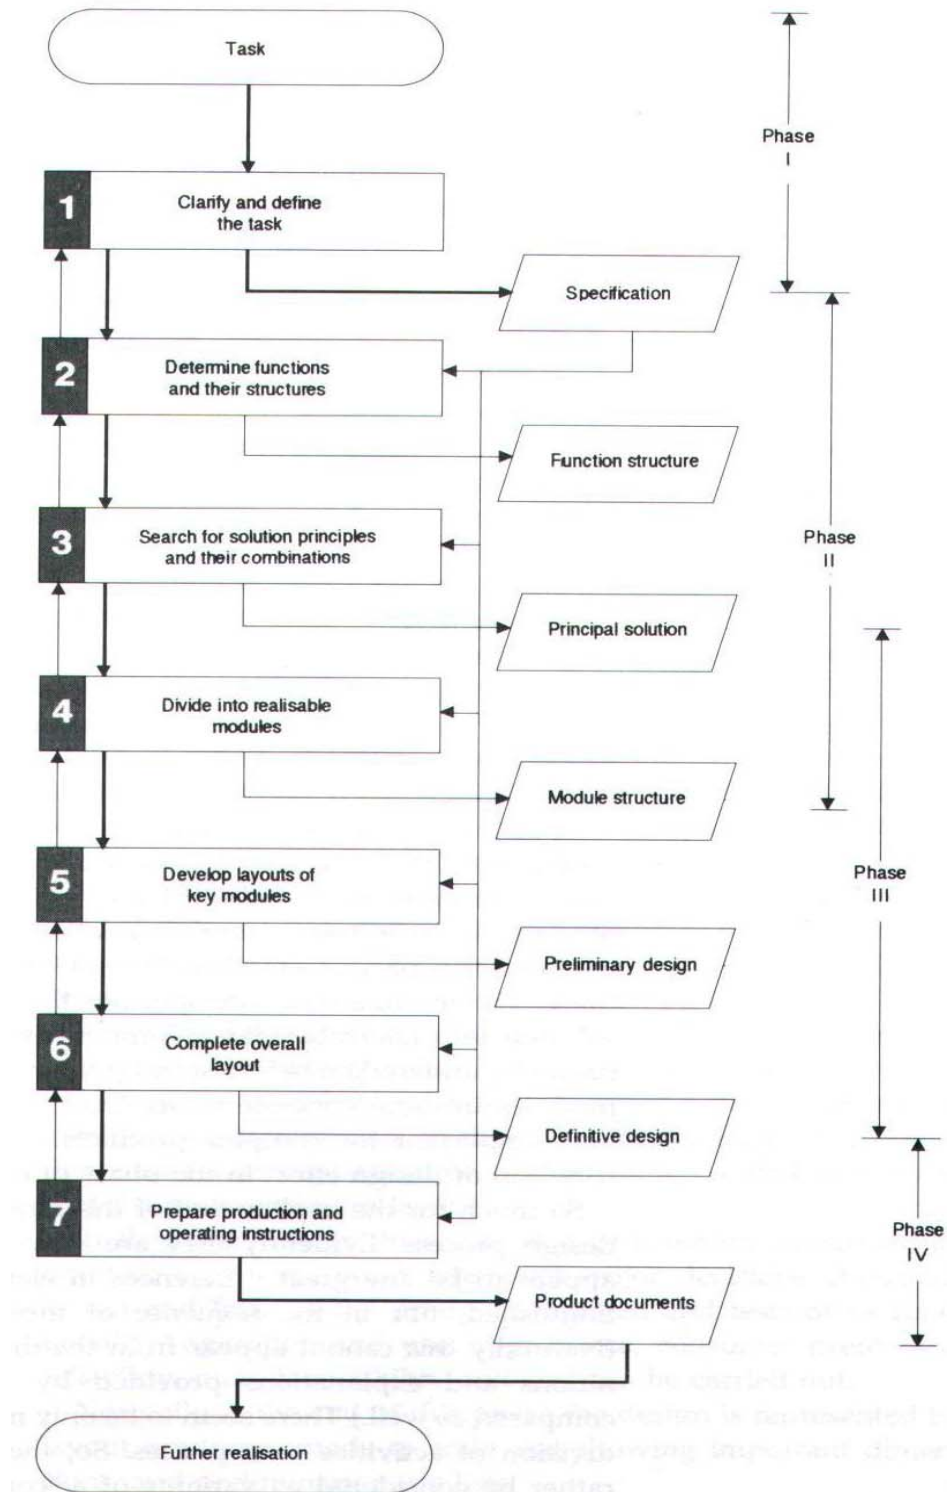 Task
Phase
I
1
Clarify and define
the task
Specification
2
Determine functions
and their structures
Function structure
3
Search for solution principles
and their combinations
Phase
II
Principal solution
4
Divide into realisable
modules
Module structure
5
Develop layouts of
key modules
Phase
III
Preliminary design
6
Complete overall
layout
Definitive design
7
Prepare production and
operating instructions
Phase
IV
Product documents
Further realisation